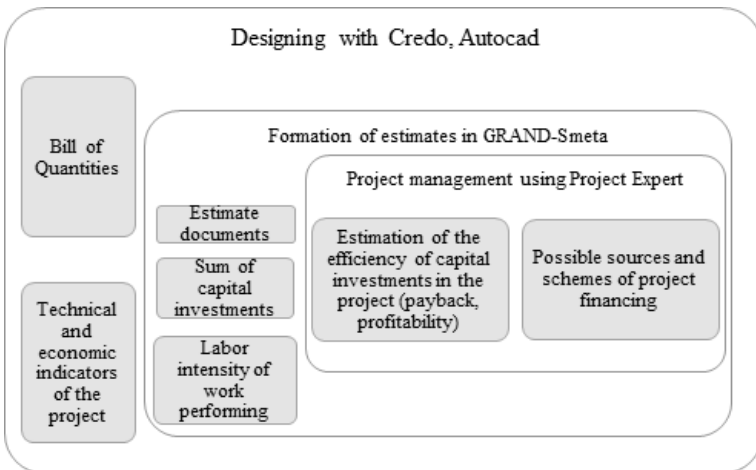 Designing with Credo, Autocad
Bill of
Quantities
Technical
and
economic
indicators
of the
project
Formation of estimates in GRAND-Smeta
Estimate
documents
Sum of
capital
investments
Labor
intensity of
work
performing
Project management using Project Expert
Estimation of the
efficiency of capital
investments in the
project (payback,
profitability)
Possible sources and
schemes of project
financing